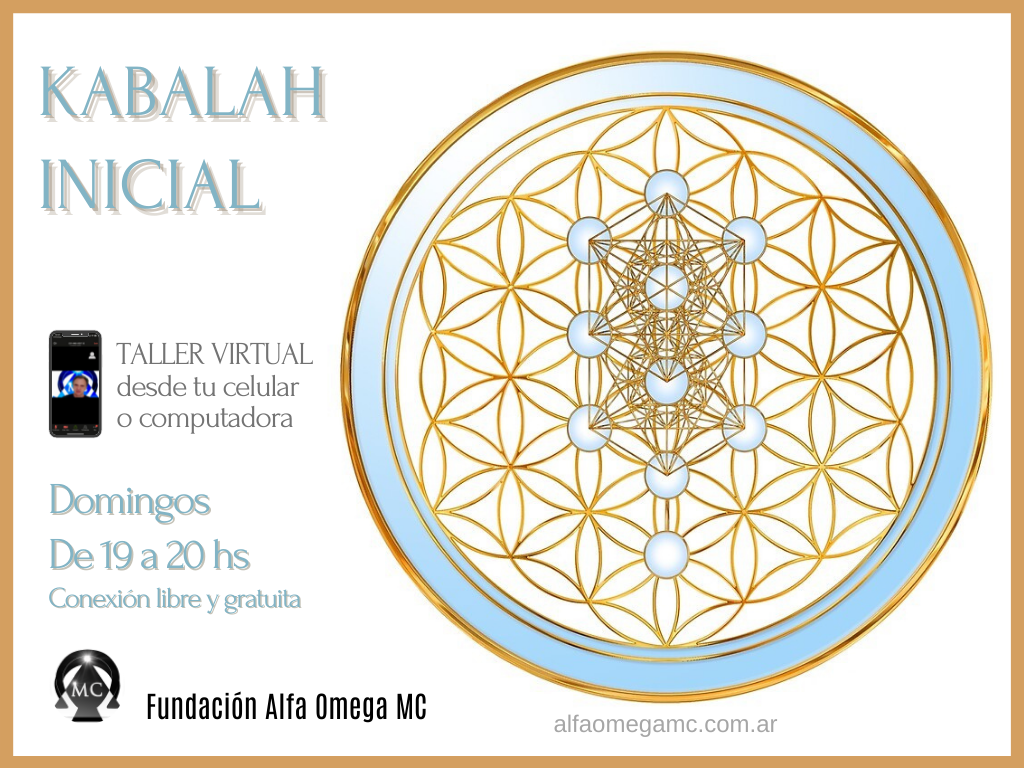 KABALAH
INICIAL
TALLER VIRTUAL
desde tu celular
o computadora
Domingos
De 19 a 20 hs
Conexión libre y gratuita
MC
Fundación Alfa Omega MC
alfaomegamc.com.ar